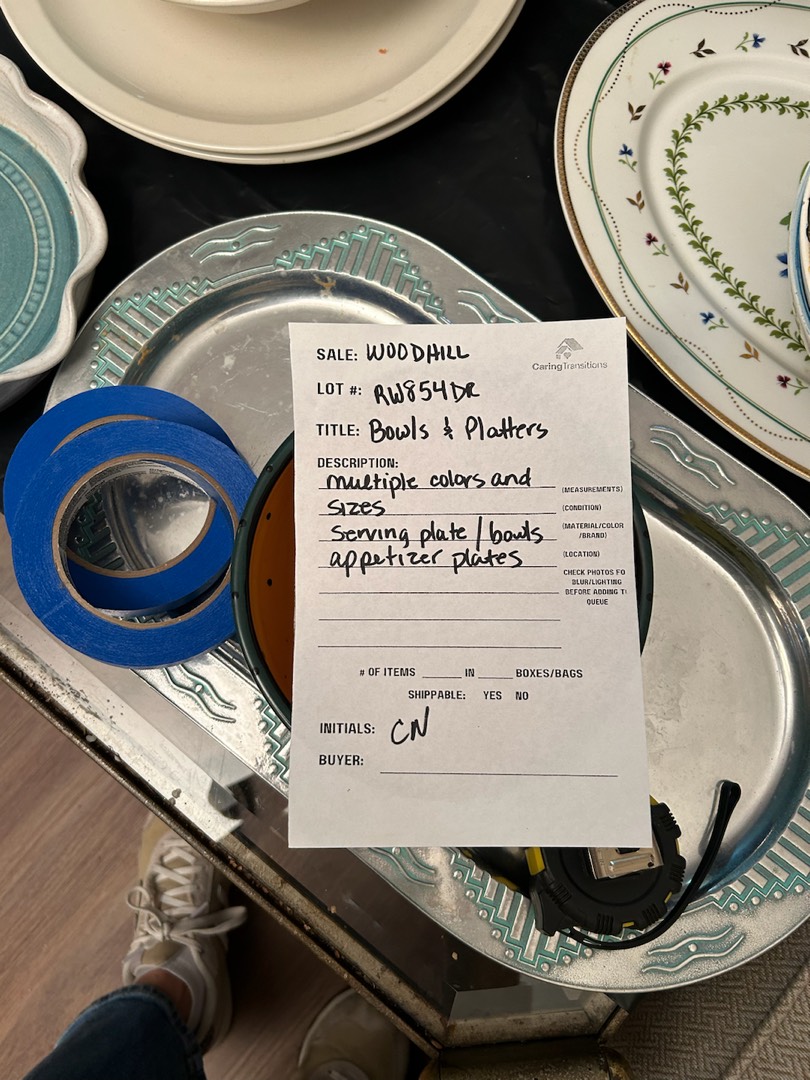 SALE: WOODHILL
CaringTransitions
LOT #: RW854DR
TITLE: Bowls & Platters
DESCRIPTION:
multiple colors and
(MEASUREMENTS)
sizes
(CONDITION)
serving plate/bowls
(MATERIAL/COLOR
/BRAND)
appetizer plates
(LOCATION)
CHECK PHOTOS FO
BLUR/LIGHTING
BEFORE ADDING T
QUEUE
# OF ITEMS ______ IN _____ BOXES/BAGS
SHIPPABLE: YES NO
INITIALS: CN
BUYER: